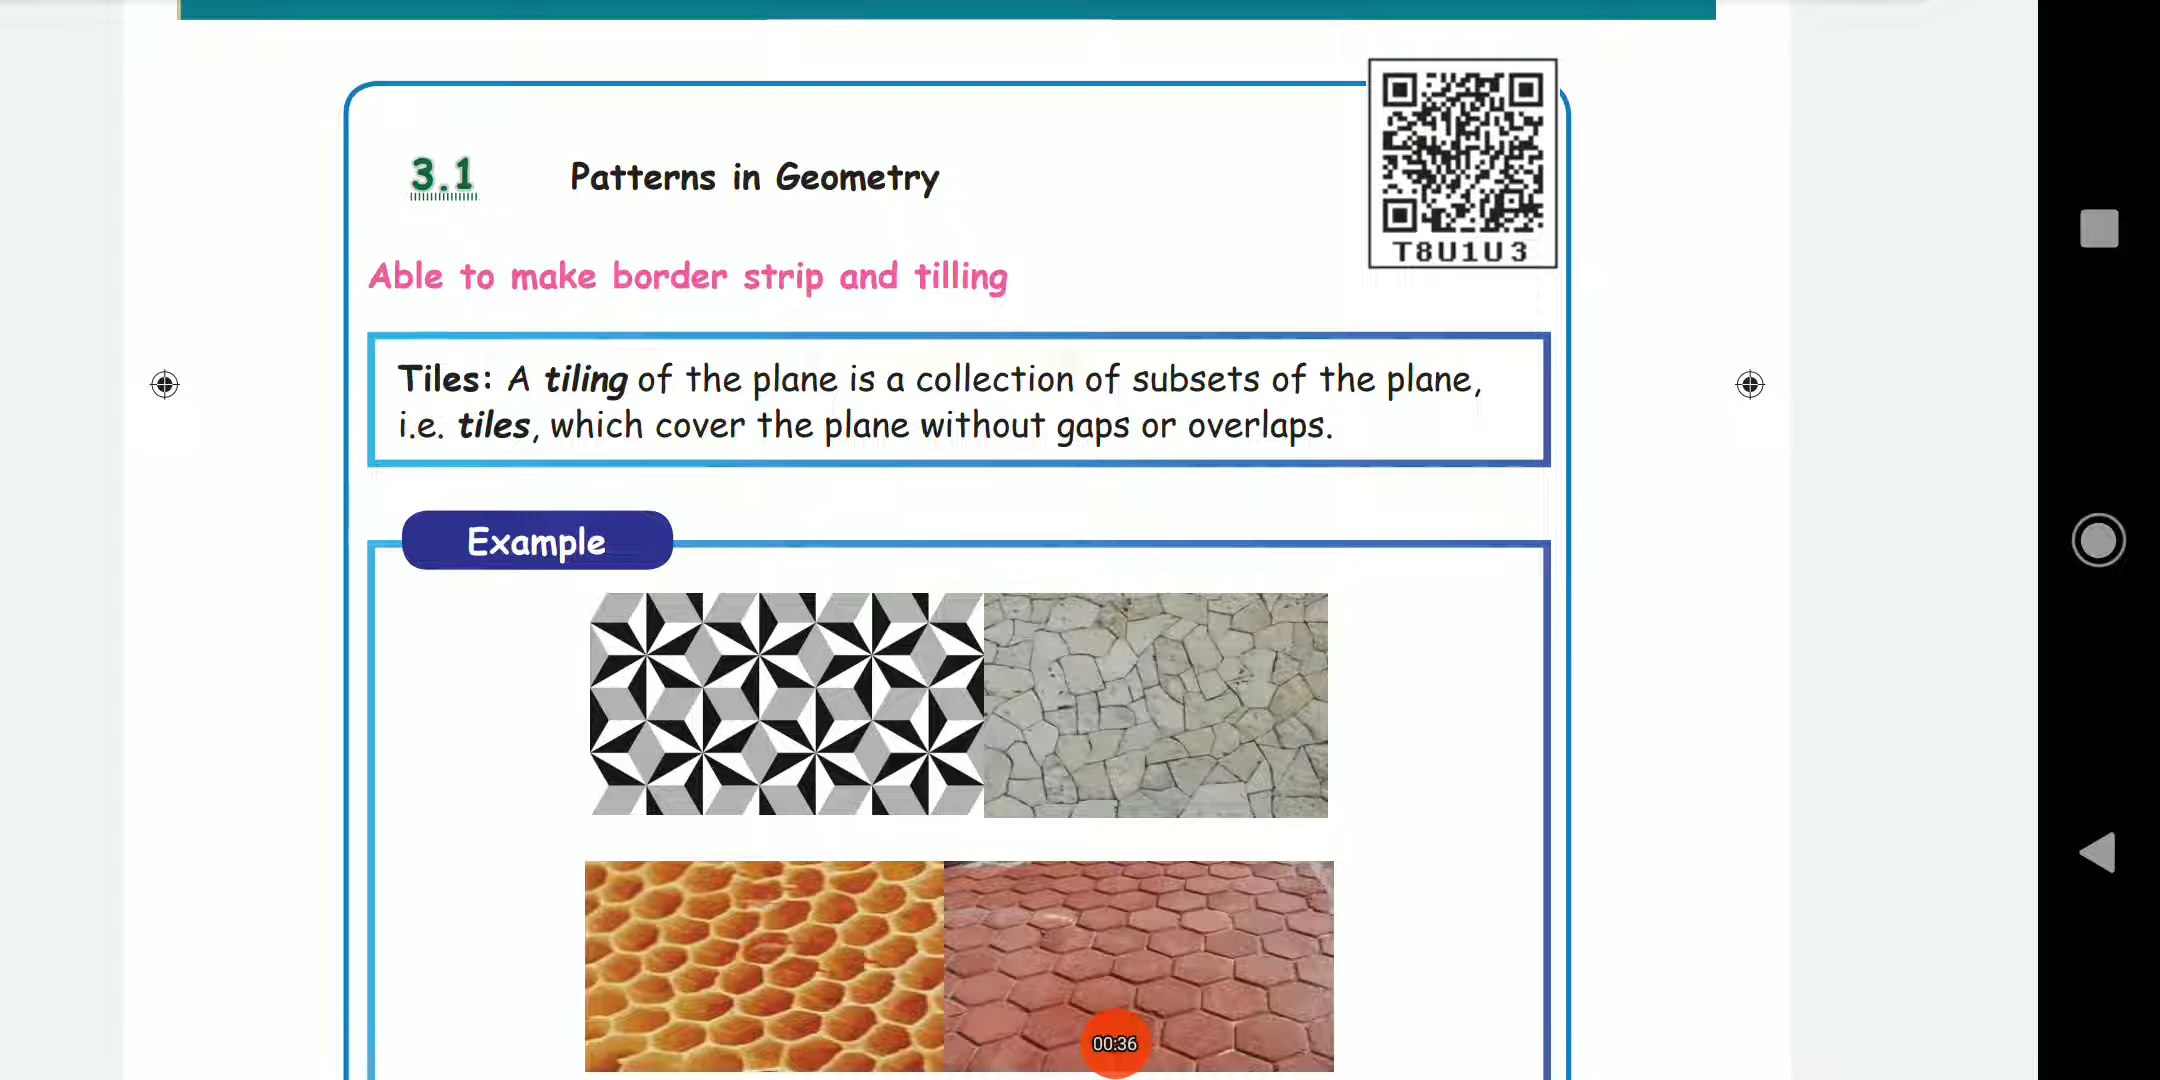 T8U1U3
3.1 Patterns in Geometry
Able to make border strip and tilling
Tiles: A tiling of the plane is a collection of subsets of the plane,
i.e. tiles, which cover the plane without gaps or overlaps.
Example
00:36